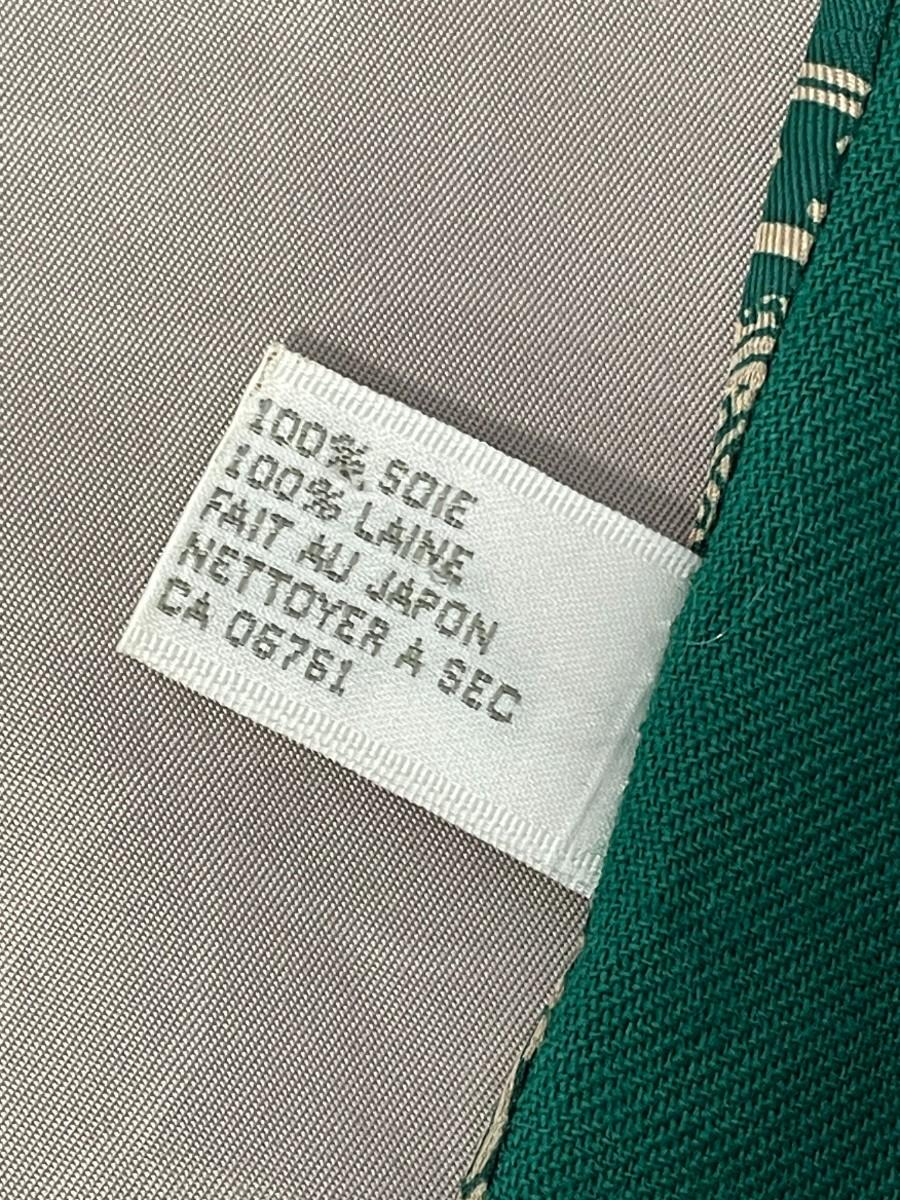 100% SOIE
100% LAINE
FAIT AU JAPON
NETTOYER A SEC
CA 06761